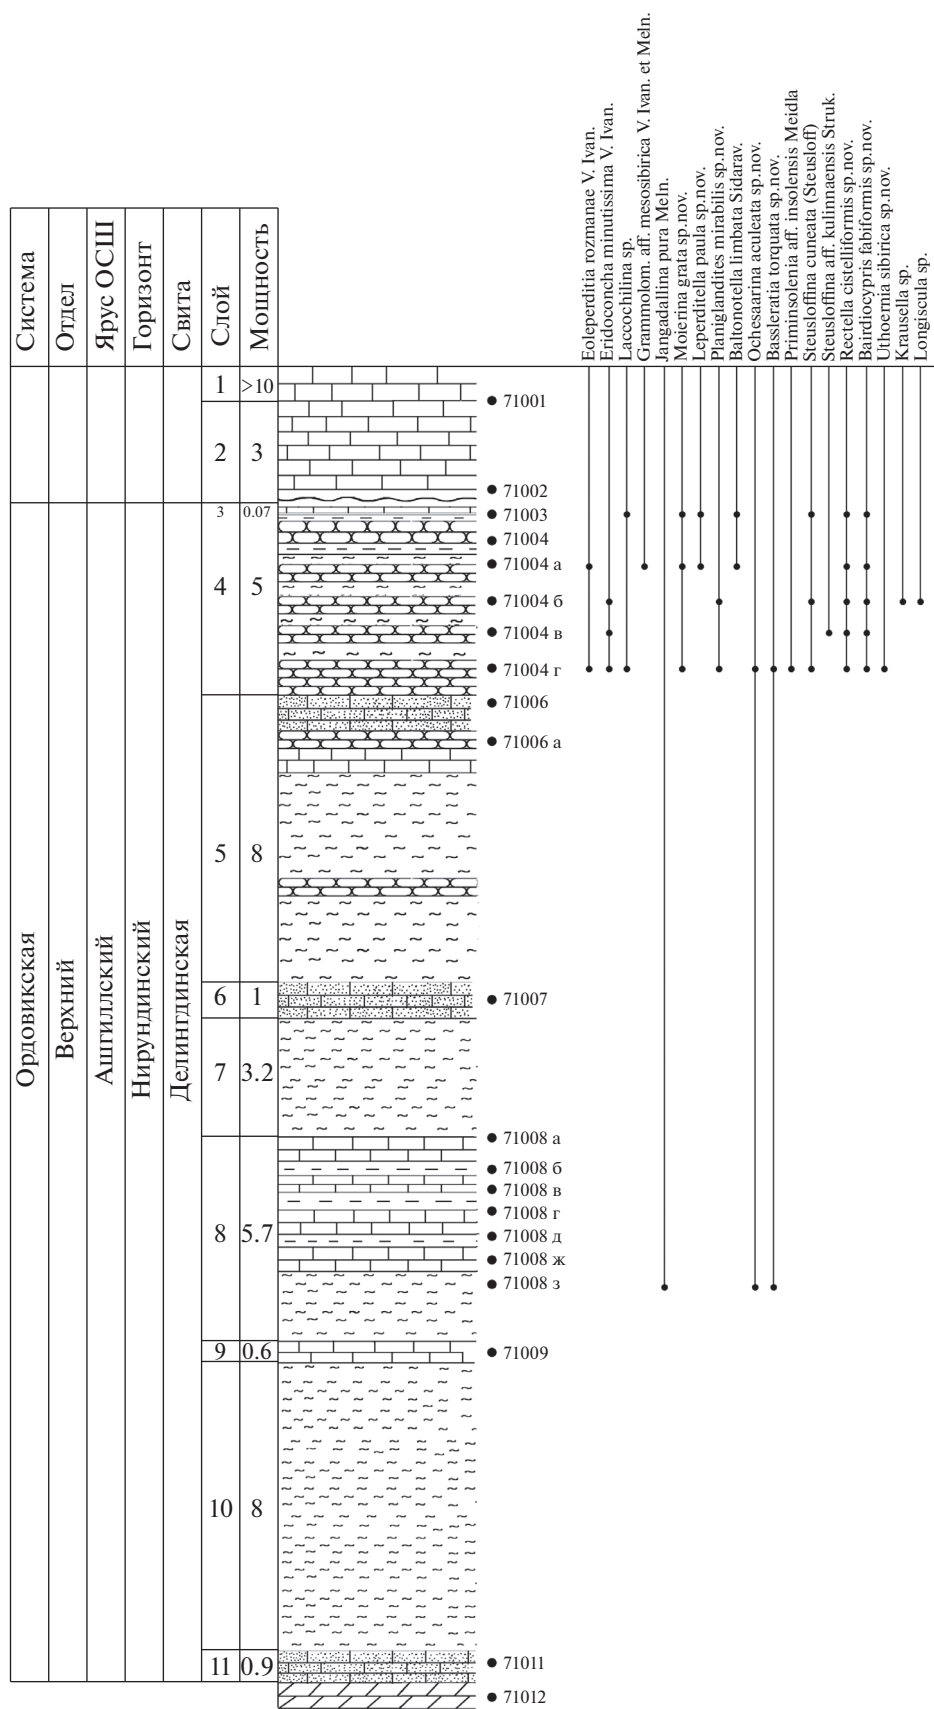 Система
Отдел
Ярус ОСШ
Горизонт
Свита
Слой
Мощность
Eoleperditia rozmanae V. Ivan.
Eridoconcha minutissima V. Ivan.
Laccochilina sp.
Grammolom. aff. mesosibirica V. Ivan. et Meln.
Jangadallina pura Meln.
Moierina grata sp.nov.
Leperditella paula sp.nov.
Planigiandites mirabilis sp.nov.
Baltonotella limbata Sidarav.
Ochesaarina aculeata sp.nov.
Bassleratia torquata sp.nov.
Priminsolenia aff. insolensis Meidla
Steusloffina cuneata (Steusloff)
Steusloffina aff. kulinnaensis Struk.
Rectella cistelliformis sp.nov.
Bairdiocypris fabiformis sp.nov.
Uthoernia sibirica sp.nov.
Krausella sp.
Longiscula sp.
Ордовикская
Верхний
Ашгиллский
Нирундинский
Делингдинская
1 >10
71001
2 3
71002
3 0.07
71003
71004
71004 а
4 5
71004 б
71004 в
71004 г
71006
71006 а
5 8
6 1
71007
7 3.2
71008 а
71008 б
71008 в
71008 г
8 5.7
71008 д
71008 ж
71008 з
9 0.6
71009
10 8
11 0.9
71011
71012